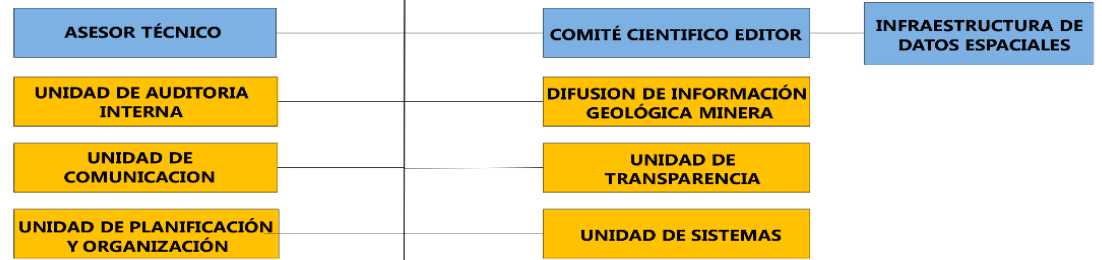 ASESOR TÉCNICO
COMITÉ CIENTIFICO EDITOR
INFRAESTRUCTURA DE
DATOS ESPACIALES
UNIDAD DE AUDITORIA
INTERNA
DIFUSION DE INFORMACIÓN
GEOLÓGICA MINERA
UNIDAD DE
COMUNICACION
UNIDAD DE
TRANSPARENCIA
UNIDAD DE PLANIFICACIÓN
Y ORGANIZACIÓN
UNIDAD DE SISTEMAS